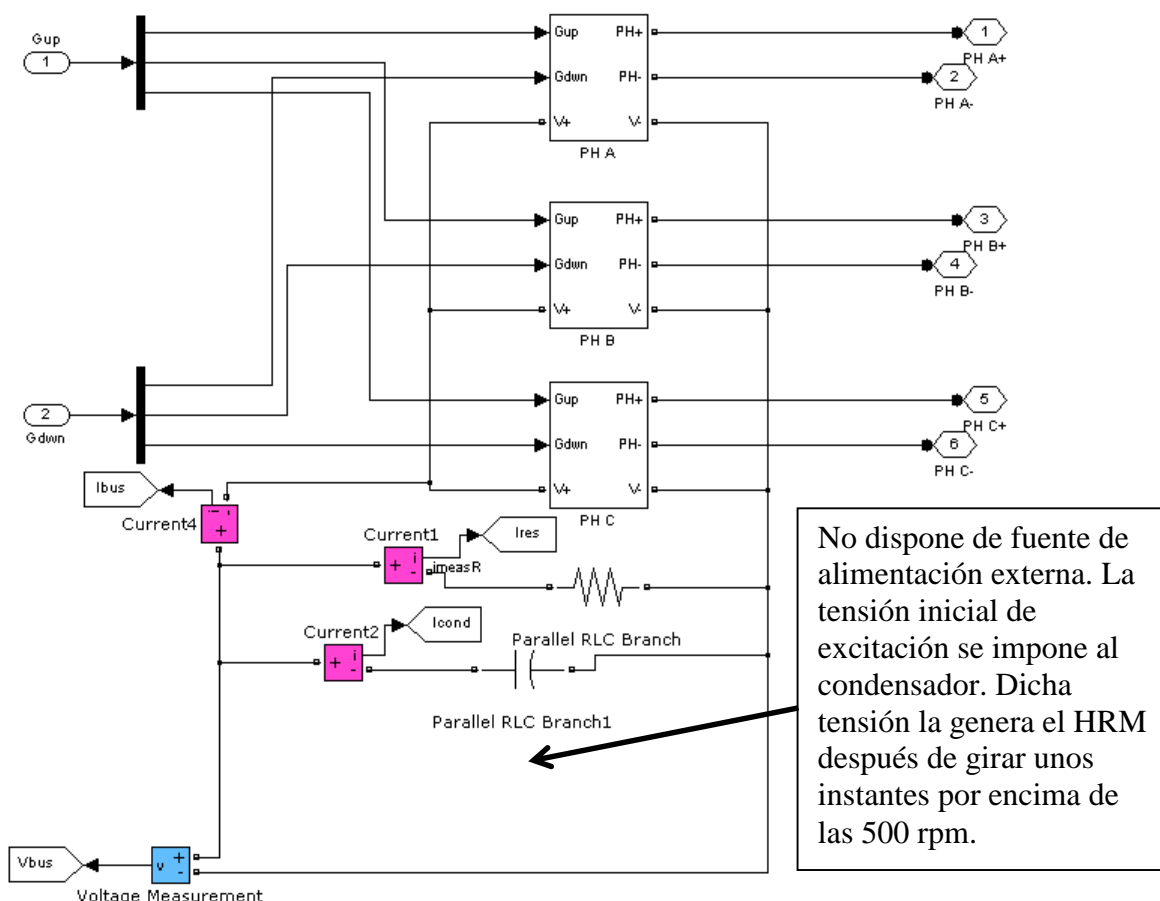 Gup
1
Gup
PH+
1
PH A+
Gdwn
PH-
2
PH A-
V+
V-
PH A
Gup
PH+
3
PH B+
Gdwn
PH-
4
PH B-
V+
V-
PH B
2
Gdwn
Gup
PH+
5
PH C+
Gdwn
PH-
6
PH C-
V+
V-
PH C
Ibus
+
Current4
Current1
Ires
+ i
-
imeasR
Parallel RLC Branch
Current2
Icond
+ i
-
Parallel RLC Branch1
Vbus
v +
-
Voltage Measurement
No dispone de fuente de
alimentación externa. La
tensión inicial de
excitación se impone al
condensador. Dicha
tensión la genera el HRM
después de girar unos
instantes por encima de
las 500 rpm.